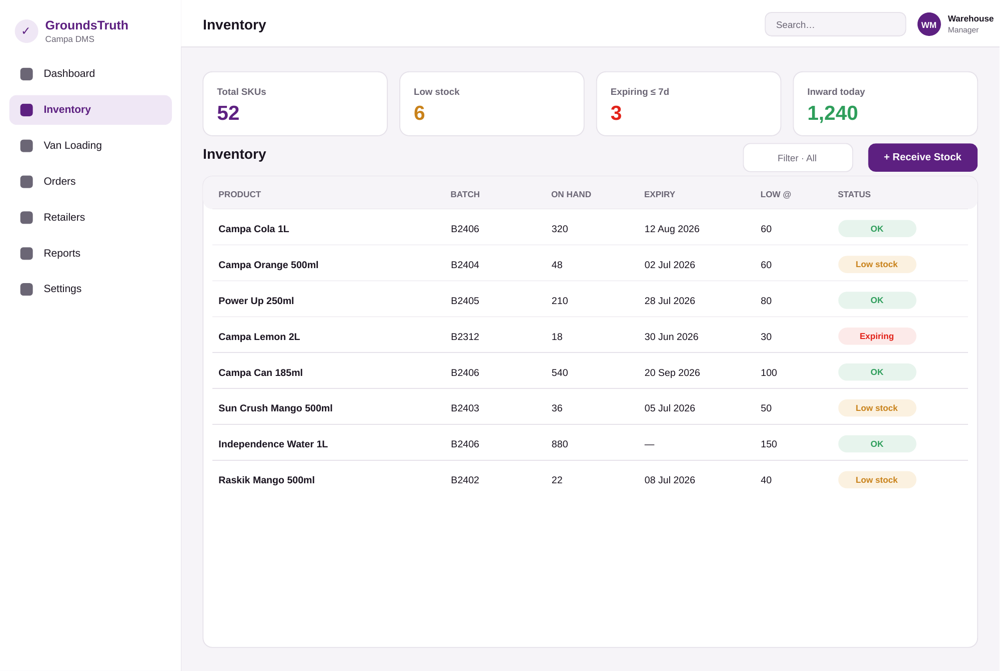 ✓ GroundsTruth
Campa DMS
Dashboard
Inventory
Van Loading
Orders
Retailers
Reports
Settings
Inventory
Search…
WM
Warehouse
Manager
Total SKUs
52
Low stock
6
Expiring ≤ 7d
3
Inward today
1,240
Inventory
Filter · All
+ Receive Stock
PRODUCT BATCH ON HAND EXPIRY LOW @ STATUS
Campa Cola 1L B2406 320 12 Aug 2026 60 OK
Campa Orange 500ml B2404 48 02 Jul 2026 60 Low stock
Power Up 250ml B2405 210 28 Jul 2026 80 OK
Campa Lemon 2L B2312 18 30 Jun 2026 30 Expiring
Campa Can 185ml B2406 540 20 Sep 2026 100 OK
Sun Crush Mango 500ml B2403 36 05 Jul 2026 50 Low stock
Independence Water 1L B2406 880 — 150 OK
Raskik Mango 500ml B2402 22 08 Jul 2026 40 Low stock